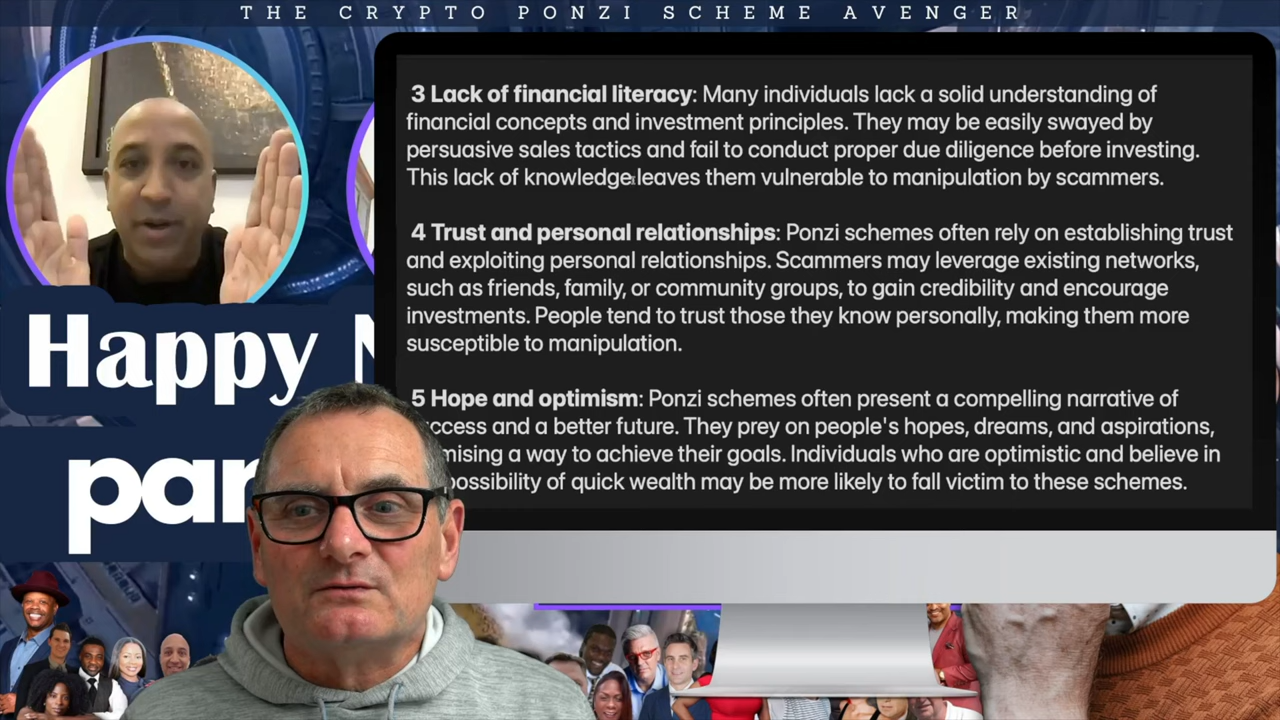 THE CRYPTO PONZI SCHEME AVENGER
3 Lack of financial literacy: Many individuals lack a solid understanding of
financial concepts and investment principles. They may be easily swayed by
persuasive sales tactics and fail to conduct proper due diligence before investing.
This lack of knowledge leaves them vulnerable to manipulation by scammers.
4 Trust and personal relationships: Ponzi schemes often rely on establishing trust
and exploiting personal relationships. Scammers may leverage existing networks,
such as friends, family, or community groups, to gain credibility and encourage
investments. People tend to trust those they know personally, making them more
susceptible to manipulation.
5 Hope and optimism: Ponzi schemes often present a compelling narrative of
ccess and a better future. They prey on people's hopes, dreams, and aspirations,
mising a way to achieve their goals. Individuals who are optimistic and believe in
possibility of quick wealth may be more likely to fall victim to these schemes.
Happy N
par